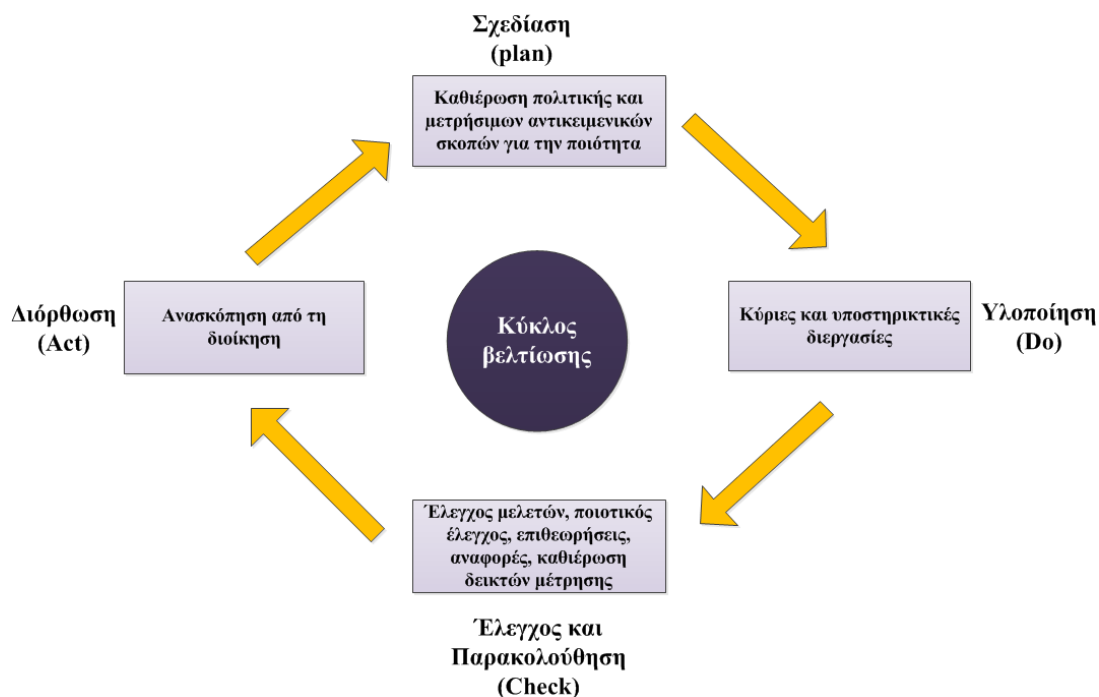 Σχεδίαση
(plan)
Καθιέρωση πολιτικής και
μετρήσιμων αντικειμενικών
σκοπών για την ποιότητα
Διόρθωση
(Act)
Ανασκόπηση από τη
διοίκηση
Κύκλος
βελτίωσης
Κύριες και υποστηρικτικές
διεργασίες
Υλοποίηση
(Do)
Έλεγχος μελετών, ποιοτικός
έλεγχος, επιθεωρήσεις,
αναφορές, καθιέρωση
δεικτών μέτρησης
Έλεγχος και
Παρακολούθηση
(Check)